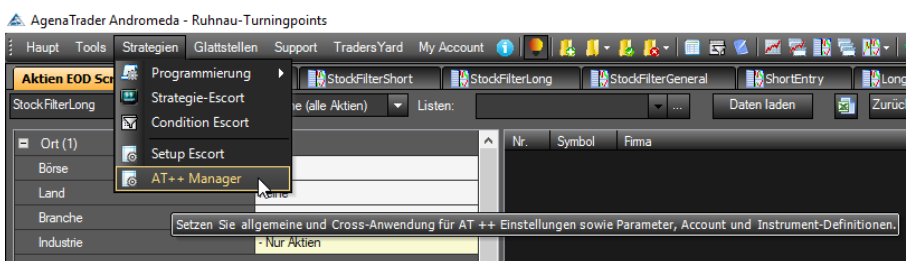 AgenaTrader Andromeda - Ruhnau-Turningpoints
Haupt Tools Strategien Glattstellen Support TradersYard My Account
Aktien EOD Scr StockFilterShort StockFilterLong StockFilterGeneral ShortEntry Long
Programmierung
StockFilterLong ne (alle Aktien) Listen: ... Daten laden Zurüc
Strategie-Escort
Condition Escort
Ort (1) Nr. Symbol Firma
Setup Escort
Börse
AT++ Manager
Land Keine
Branche
Setzen Sie allgemeine und Cross-Anwendung für AT ++ Einstellungen sowie Parameter, Account und Instrument-Definitionen.
Industrie - Nur Aktien